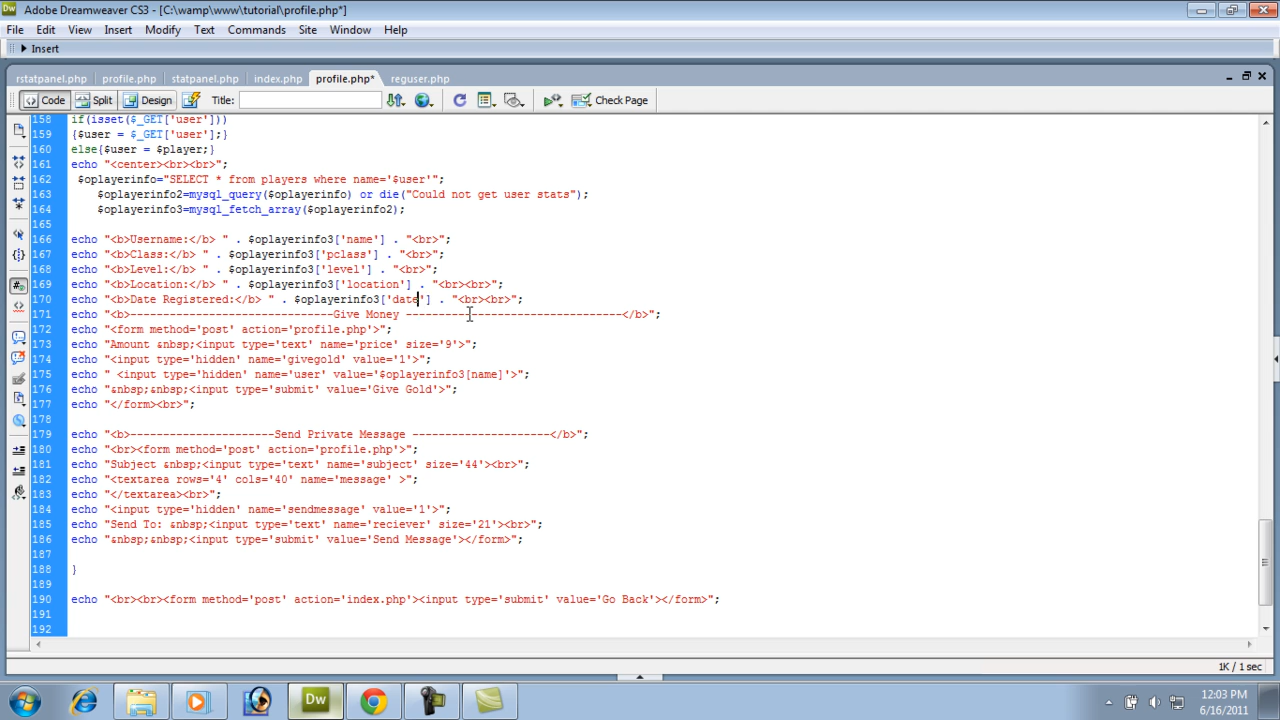 Adobe Dreamweaver CS3 - [C:\wamp\www\tutorial\profile.php*]
File Edit View Insert Modify Text Commands Site Window Help
Insert
rstatpanel.php profile.php statpanel.php index.php profile.php* reguser.php
Code Split Design Title: Check Page
158 if(isset($_GET['user']))
159 {$user = $_GET['user'];}
160 else{$user = $player;}
161 echo "<center><br><br>";
162 $oplayerinfo="SELECT * from players where name='$user'";
163 $oplayerinfo2=mysql_query($oplayerinfo) or die("Could not get user stats");
164 $oplayerinfo3=mysql_fetch_array($oplayerinfo2);
165
166 echo "<b>Username:</b> " . $oplayerinfo3['name'] . "<br>";
167 echo "<b>Class:</b> " . $oplayerinfo3['pclass'] . "<br>";
168 echo "<b>Level:</b> " . $oplayerinfo3['level'] . "<br>";
169 echo "<b>Location:</b> " . $oplayerinfo3['location'] . "<br><br>";
170 echo "<b>Date Registered:</b> " . $oplayerinfo3['date'] . "<br><br>";
171 echo "<b>-------------------------------Give Money ---------------------------------</b>";
172 echo "<form method='post' action='profile.php'>";
173 echo "Amount &nbsp;<input type='text' name='price' size='9'>";
174 echo "<input type='hidden' name='givegold' value='1'>";
175 echo " <input type='hidden' name='user' value='$oplayerinfo3[name]'>";
176 echo "&nbsp;&nbsp;<input type='submit' value='Give Gold'>";
177 echo "</form><br>";
178
179 echo "<b>----------------------Send Private Message ---------------------</b>";
180 echo "<br><form method='post' action='profile.php'>";
181 echo "Subject &nbsp;<input type='text' name='subject' size='44'><br>";
182 echo "<textarea rows='4' cols='40' name='message' >";
183 echo "</textarea><br>";
184 echo "<input type='hidden' name='sendmessage' value='1'>";
185 echo "Send To: &nbsp;<input type='text' name='reciever' size='21'><br>";
186 echo "&nbsp;&nbsp;<input type='submit' value='Send Message'></form>";
187
188 }
189
190 echo "<br><br><form method='post' action='index.php'><input type='submit' value='Go Back'></form>";
191
192
1K / 1 sec
Dw
12:03 PM
6/16/2011